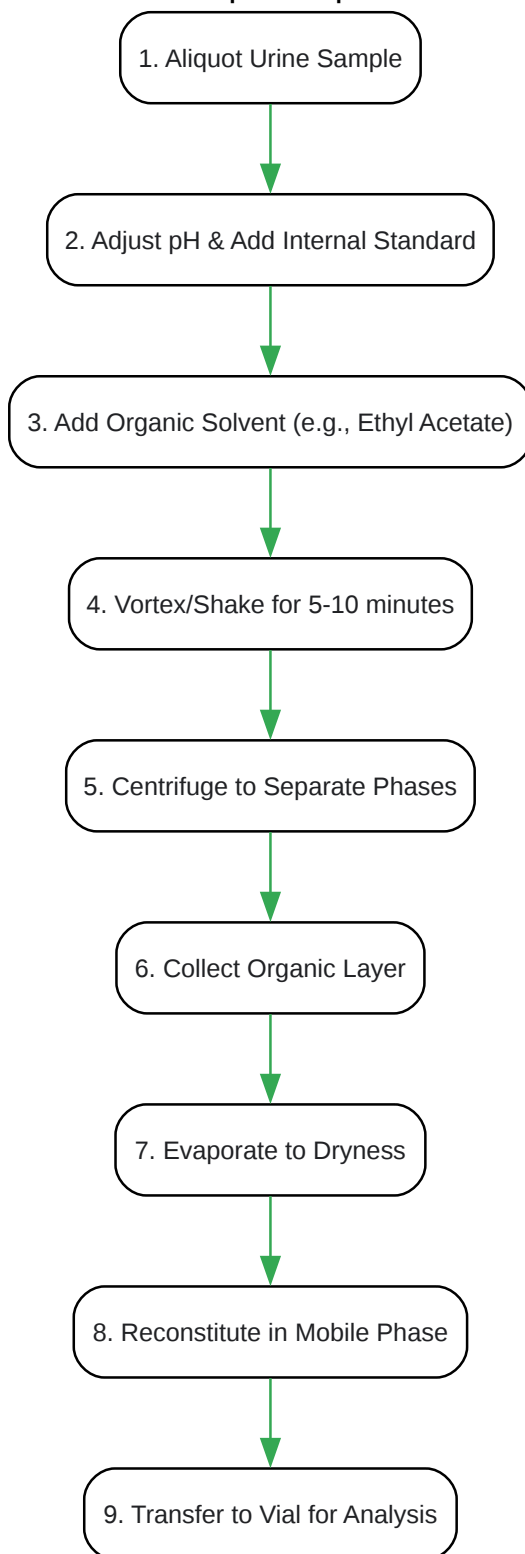 1. Aliquot Urine Sample
2. Adjust pH & Add Internal Standard
3. Add Organic Solvent (e.g., Ethyl Acetate)
4. Vortex/Shake for 5-10 minutes
5. Centrifuge to Separate Phases
6. Collect Organic Layer
7. Evaporate to Dryness
8. Reconstitute in Mobile Phase
9. Transfer to Vial for Analysis